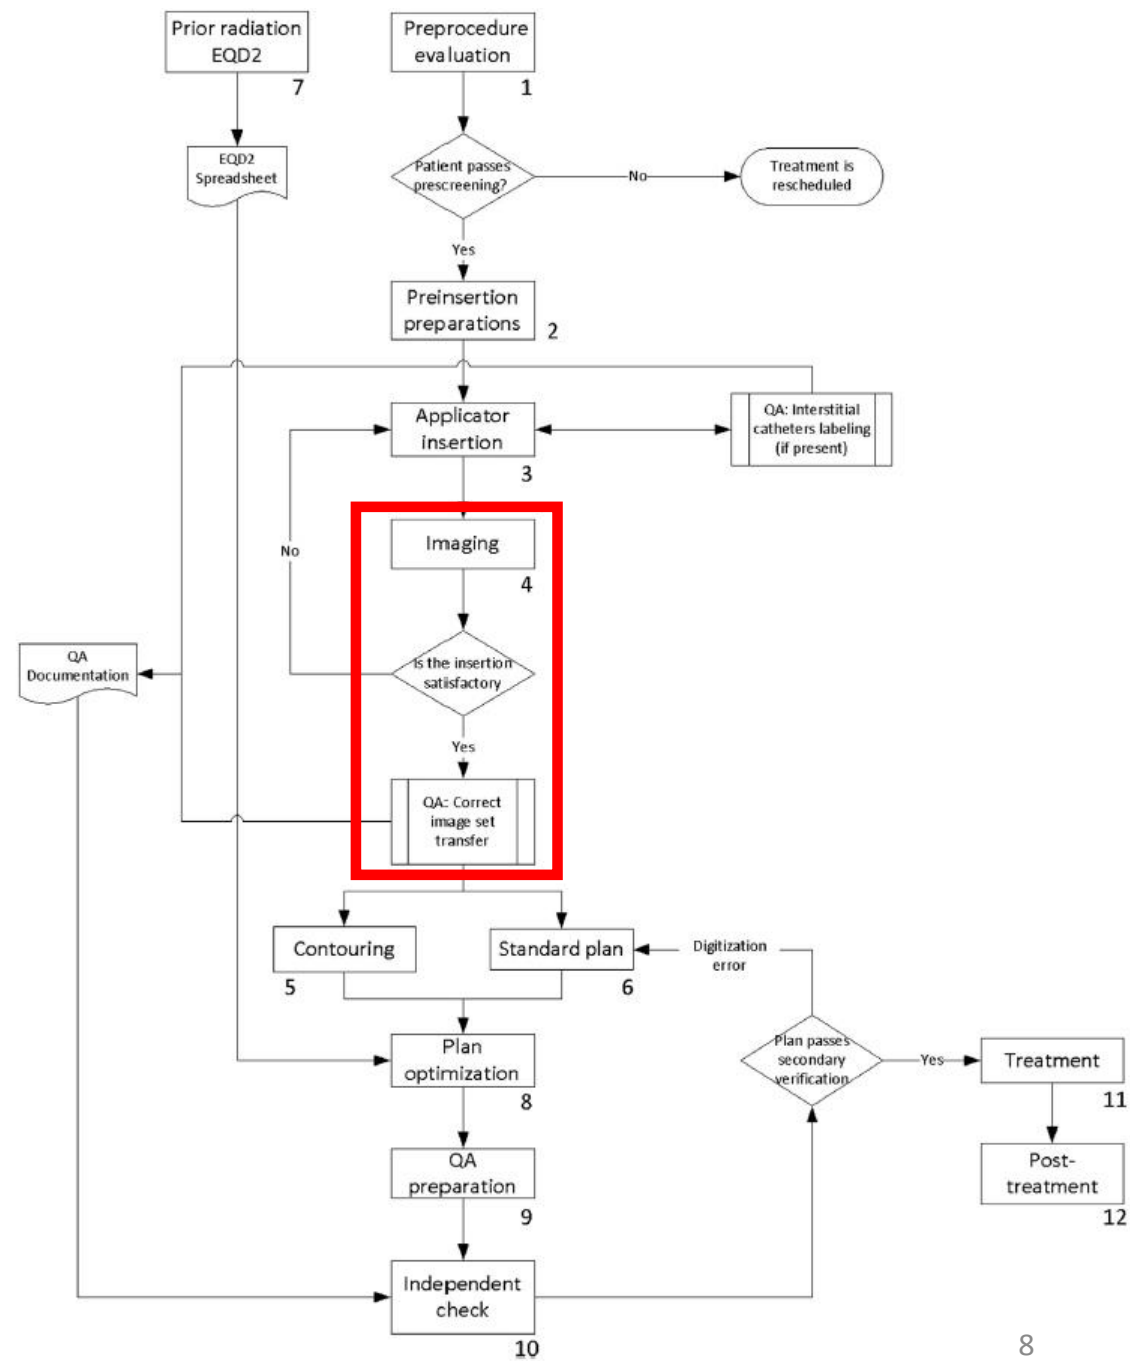 Prior radiation
EQD2
7
Preprocedure
evaluation
1
EQD2
Spreadsheet
Patient passes
prescreening?
No
Treatment is
rescheduled
Yes
Preinsertion
preparations
2
Applicator
insertion
3
QA: Interstitial
catheters labeling
(if present)
Imaging
4
No
Is the insertion
satisfactory
QA
Documentation
Yes
QA: Correct
image set
transfer
Contouring
5
Standard plan
6
Digitization
error
Plan
optimization
8
Plan passes
secondary
verification
Yes
Treatment
11
QA
preparation
9
Post-
treatment
12
Independent
check
10
8